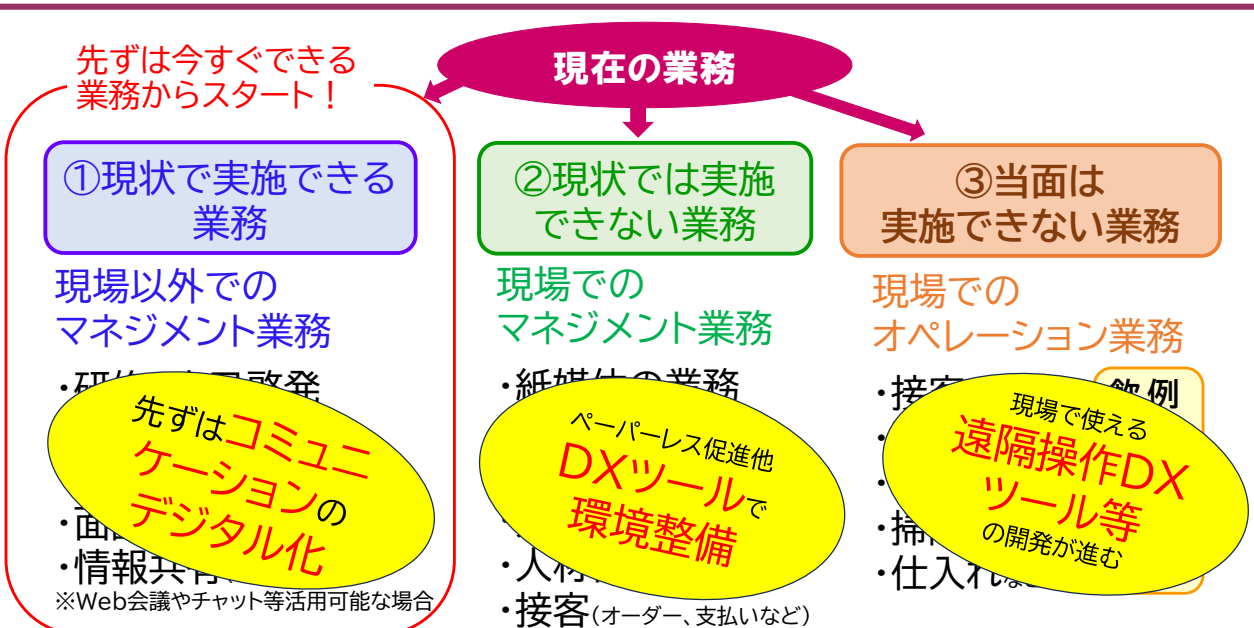 現在の業務
先ずは今すぐできる
業務からスタート！
①現状で実施できる
業務
現場以外での
マネジメント業務
先ずはコミュニ
ケーションの
デジタル化
・情報共有
※Web会議やチャット等活用可能な場合
②現状では実施
できない業務
現場での
マネジメント業務
・紙媒体の業務
ペーパーレス促進他
DXツールで
環境整備
・接客(オーダー、支払いなど)
③当面は
実施できない業務
現場での
オペレーション業務
・接客
例
現場で使える
遠隔操作DX
ツール等
の開発が進む
・仕入れ